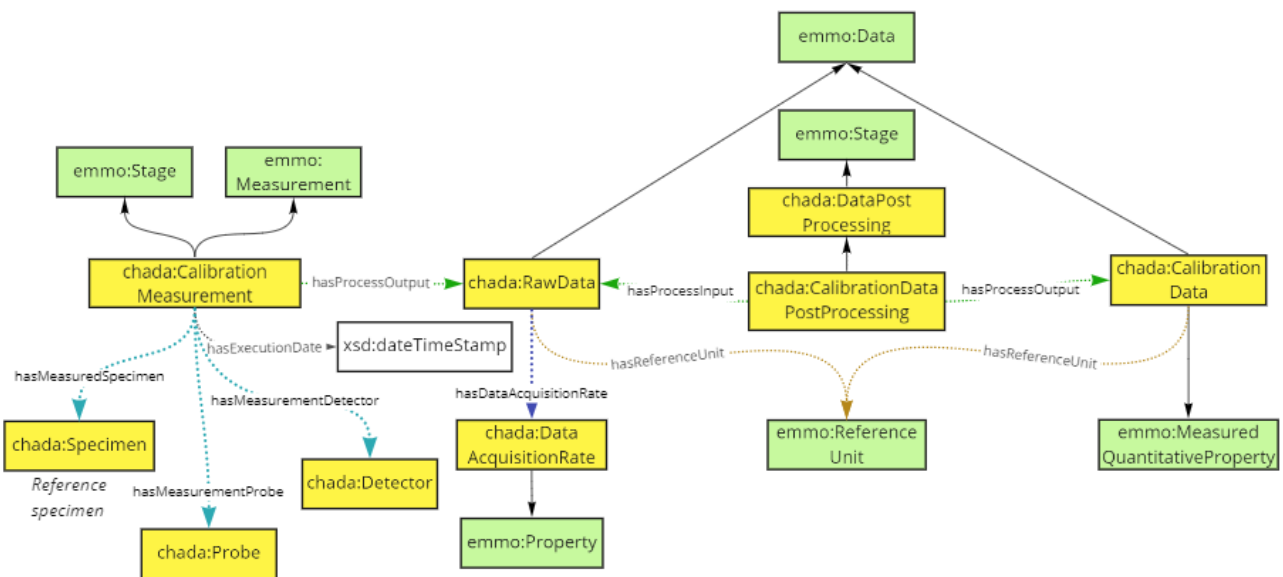 emmo:Data
emmo:Stage
emmo:Stage
emmo:
Measurement
chada:DataPost
Processing
chada:Calibration
Measurement
hasProcessOutput
chada:RawData
hasProcessInput
chada:CalibrationData
PostProcessing
hasProcessOutput
chada:Calibration
Data
hasExecutionDate
xsd:dateTimeStamp
hasReferenceUnit
hasReferenceUnit
hasMeasuredSpecimen
hasMeasurementDetector
hasDataAcquisitionRate
chada:Specimen
Reference
specimen
chada:Data
AcquisitionRate
emmo:Reference
Unit
emmo:Measured
QuantitativeProperty
hasMeasurementProbe
chada:Detector
chada:Probe
emmo:Property